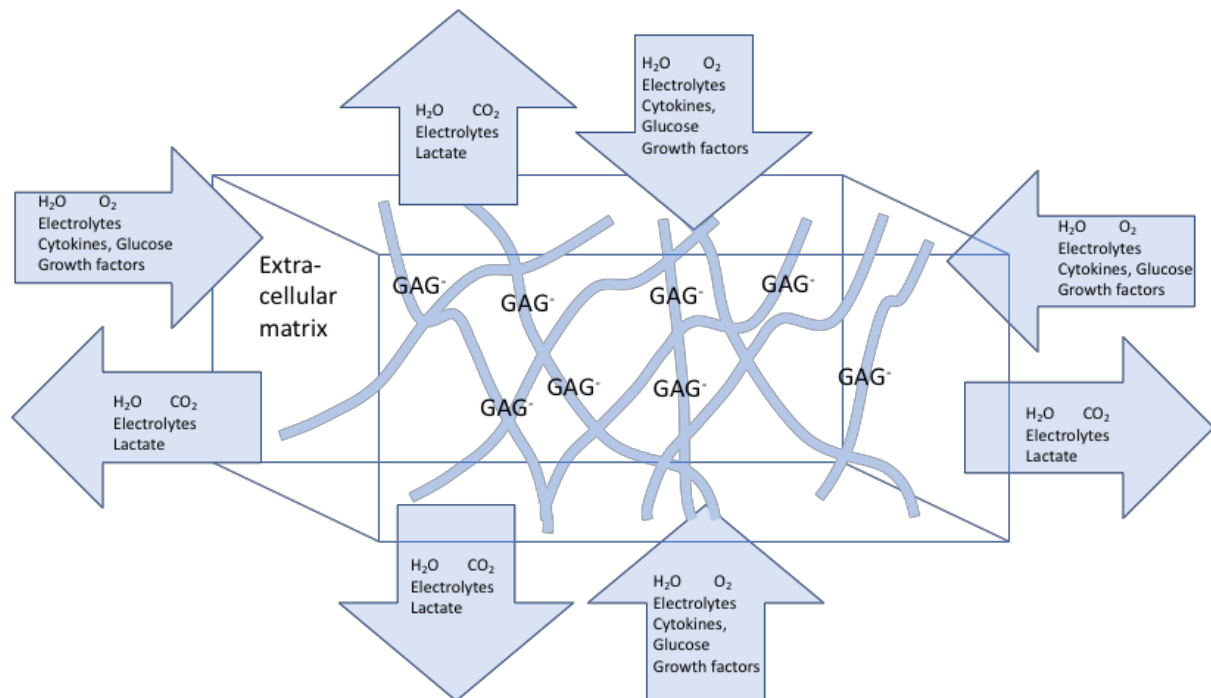 H₂O CO₂
Electrolytes
Lactate
H₂O O₂
Electrolytes
Cytokines,
Glucose
Growth factors
H₂O O₂
Electrolytes
Cytokines, Glucose
Growth factors
H₂O O₂
Electrolytes
Cytokines, Glucose
Growth factors
Extra-
cellular
matrix
GAG⁻
GAG⁻
GAG⁻
GAG⁻
GAG⁻
GAG⁻
GAG⁻
GAG⁻
H₂O CO₂
Electrolytes
Lactate
H₂O CO₂
Electrolytes
Lactate
H₂O CO₂
Electrolytes
Lactate
H₂O O₂
Electrolytes
Cytokines,
Glucose
Growth factors